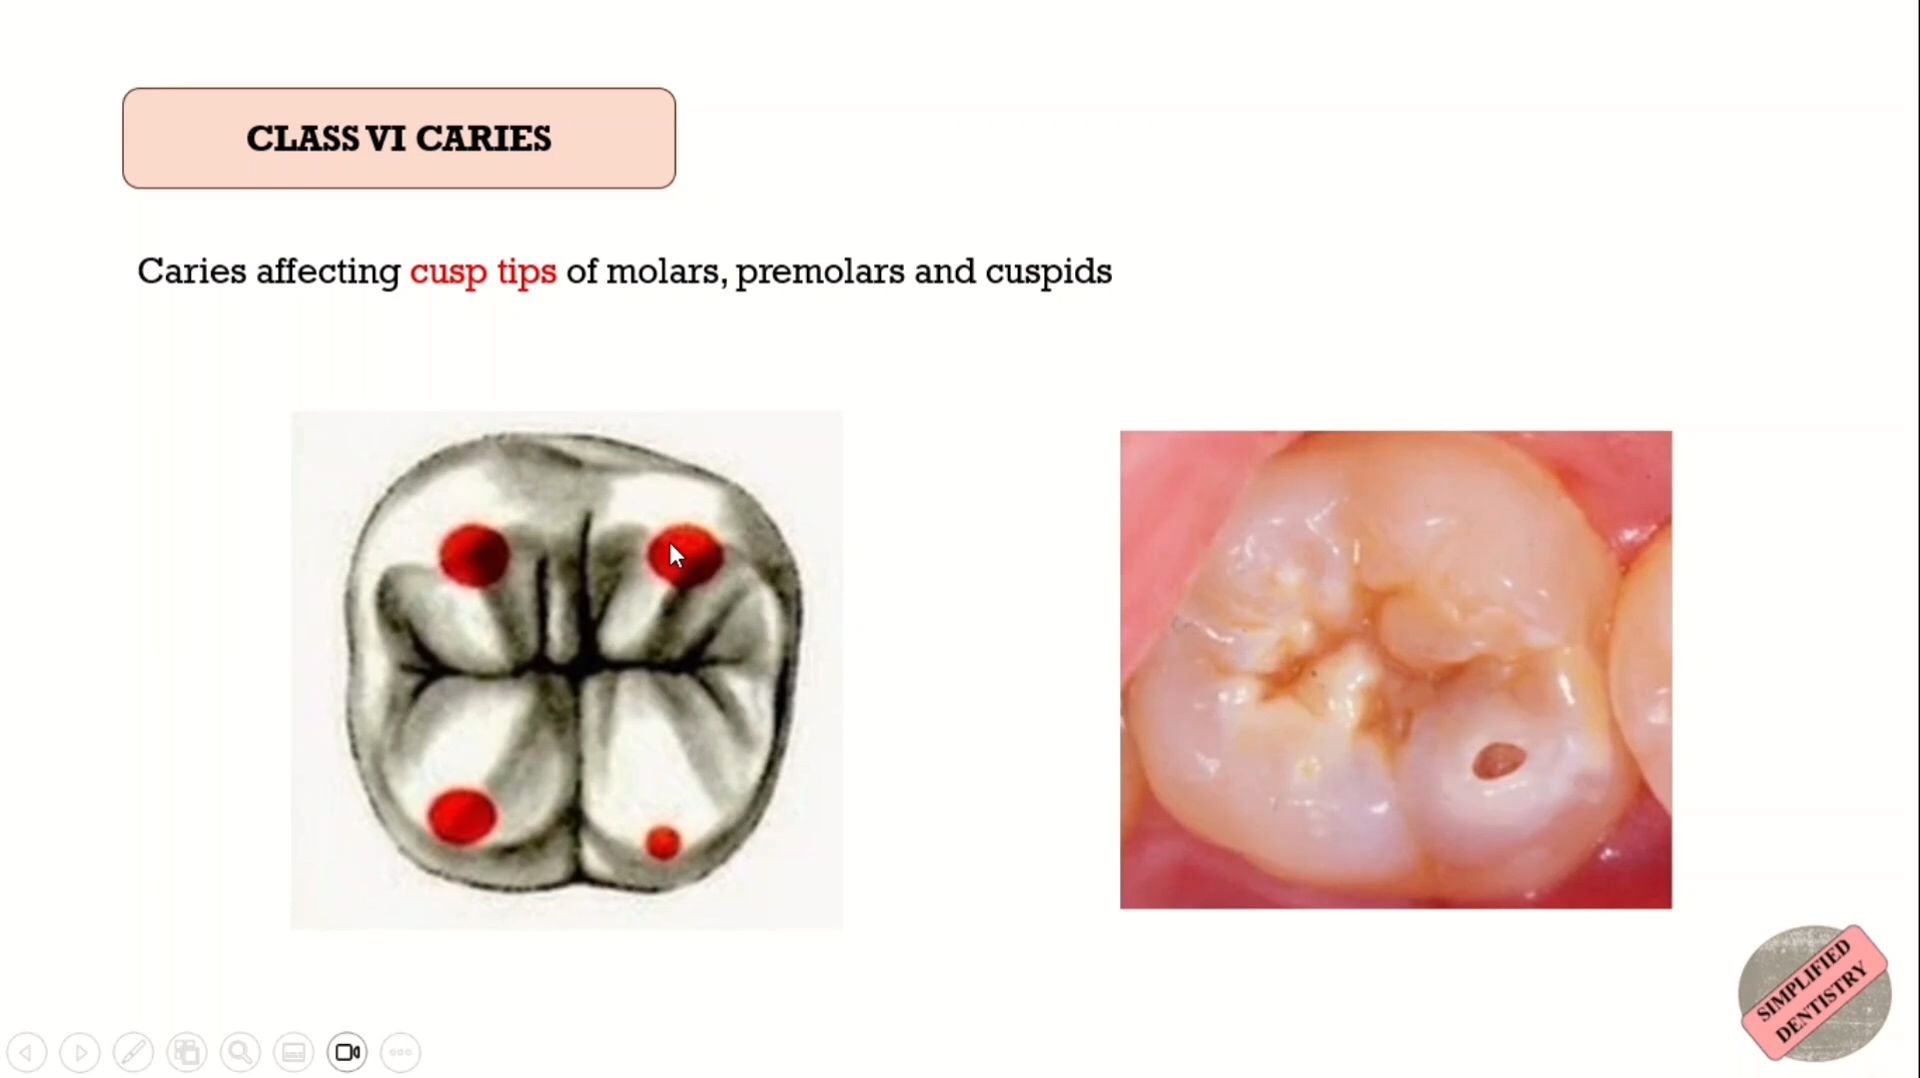 CLASS VI CARIES
Caries affecting cusp tips of molars, premolars and cuspids
SIMPLIFIED
DENTISTRY